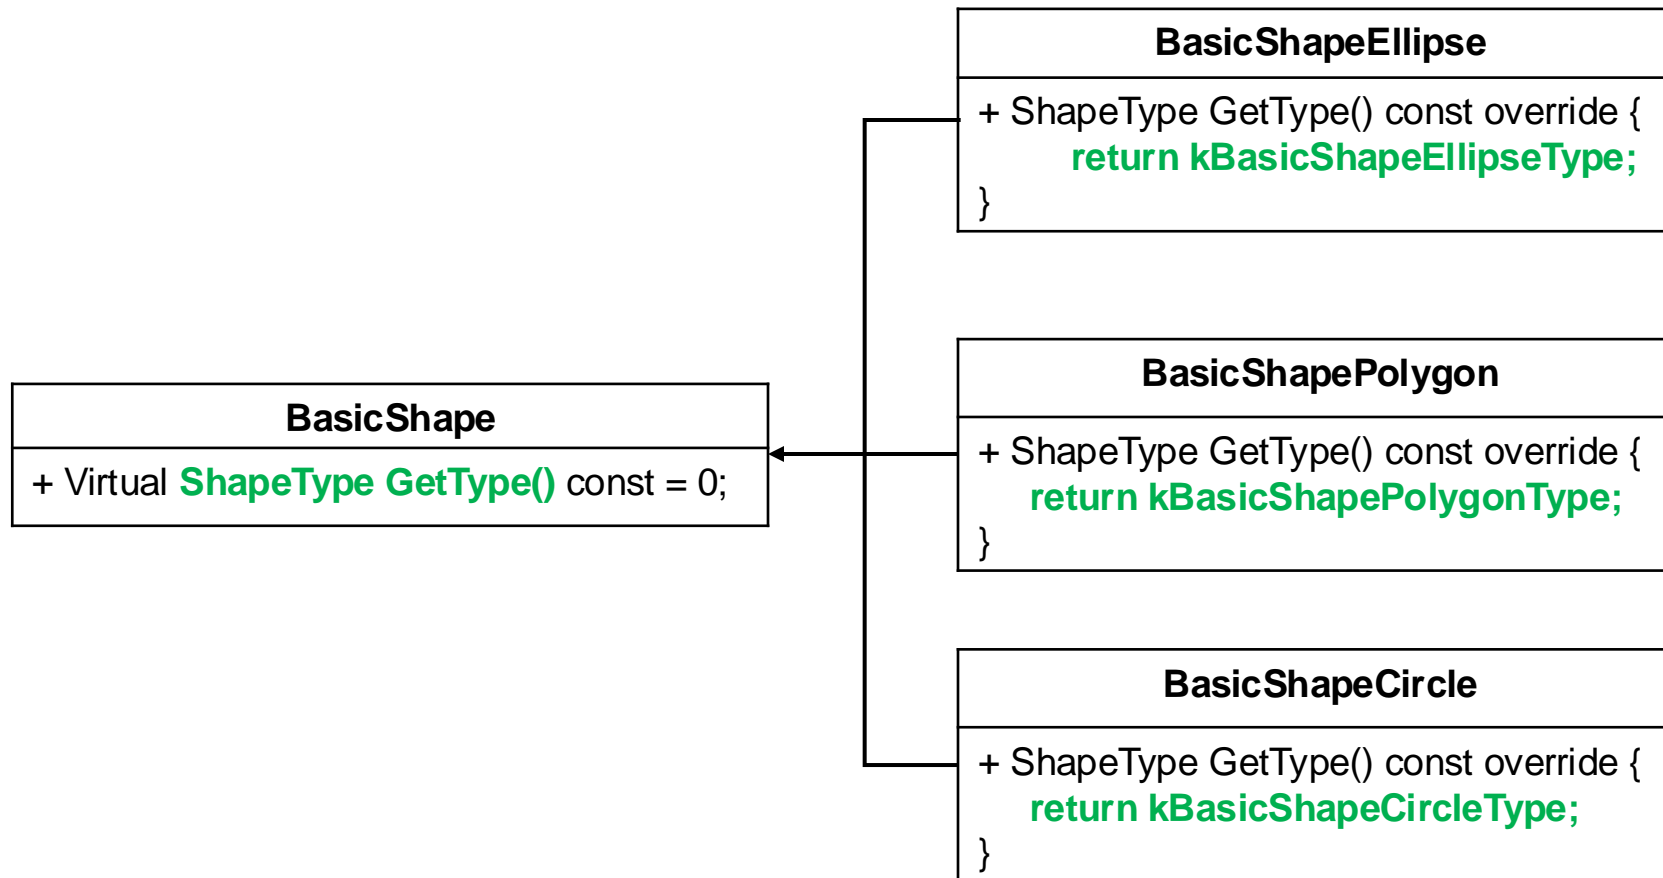 BasicShapeEllipse
+ ShapeType GetType() const override {
return kBasicShapeEllipseType;
}
BasicShapePolygon
+ ShapeType GetType() const override {
return kBasicShapePolygonType;
}
BasicShape
+ Virtual ShapeType GetType() const = 0;
BasicShapeCircle
+ ShapeType GetType() const override {
return kBasicShapeCircleType;
}